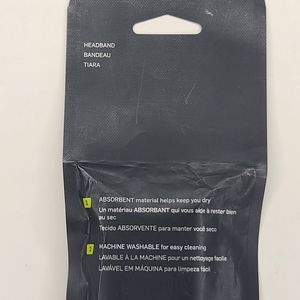 HEADBAND
BANDEAU
TIARA
1 ABSORBENT material helps keep you dry
Un matériau ABSORBANT qui vous aide à rester bien
au sec
Tecido ABSORVENTE para manter você seco
2 MACHINE WASHABLE for easy cleaning
LAVABLE À LA MACHINE pour un nettoyage facile
LAVÁVEL EM MÁQUINA para limpeza fácil